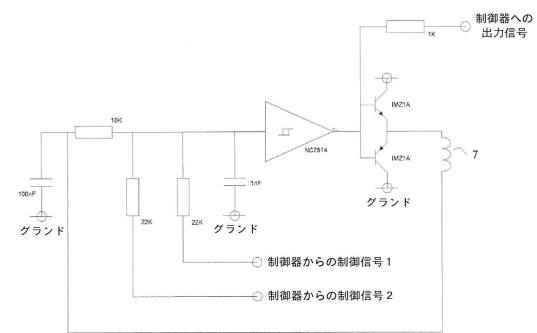 制御器への
出力信号
1K
IMZ1A
10K
NC7S14
IMZ1A
7
100nF
1nF
グランド
22K
22K
グランド
グランド
制御器からの制御信号1
制御器からの制御信号2